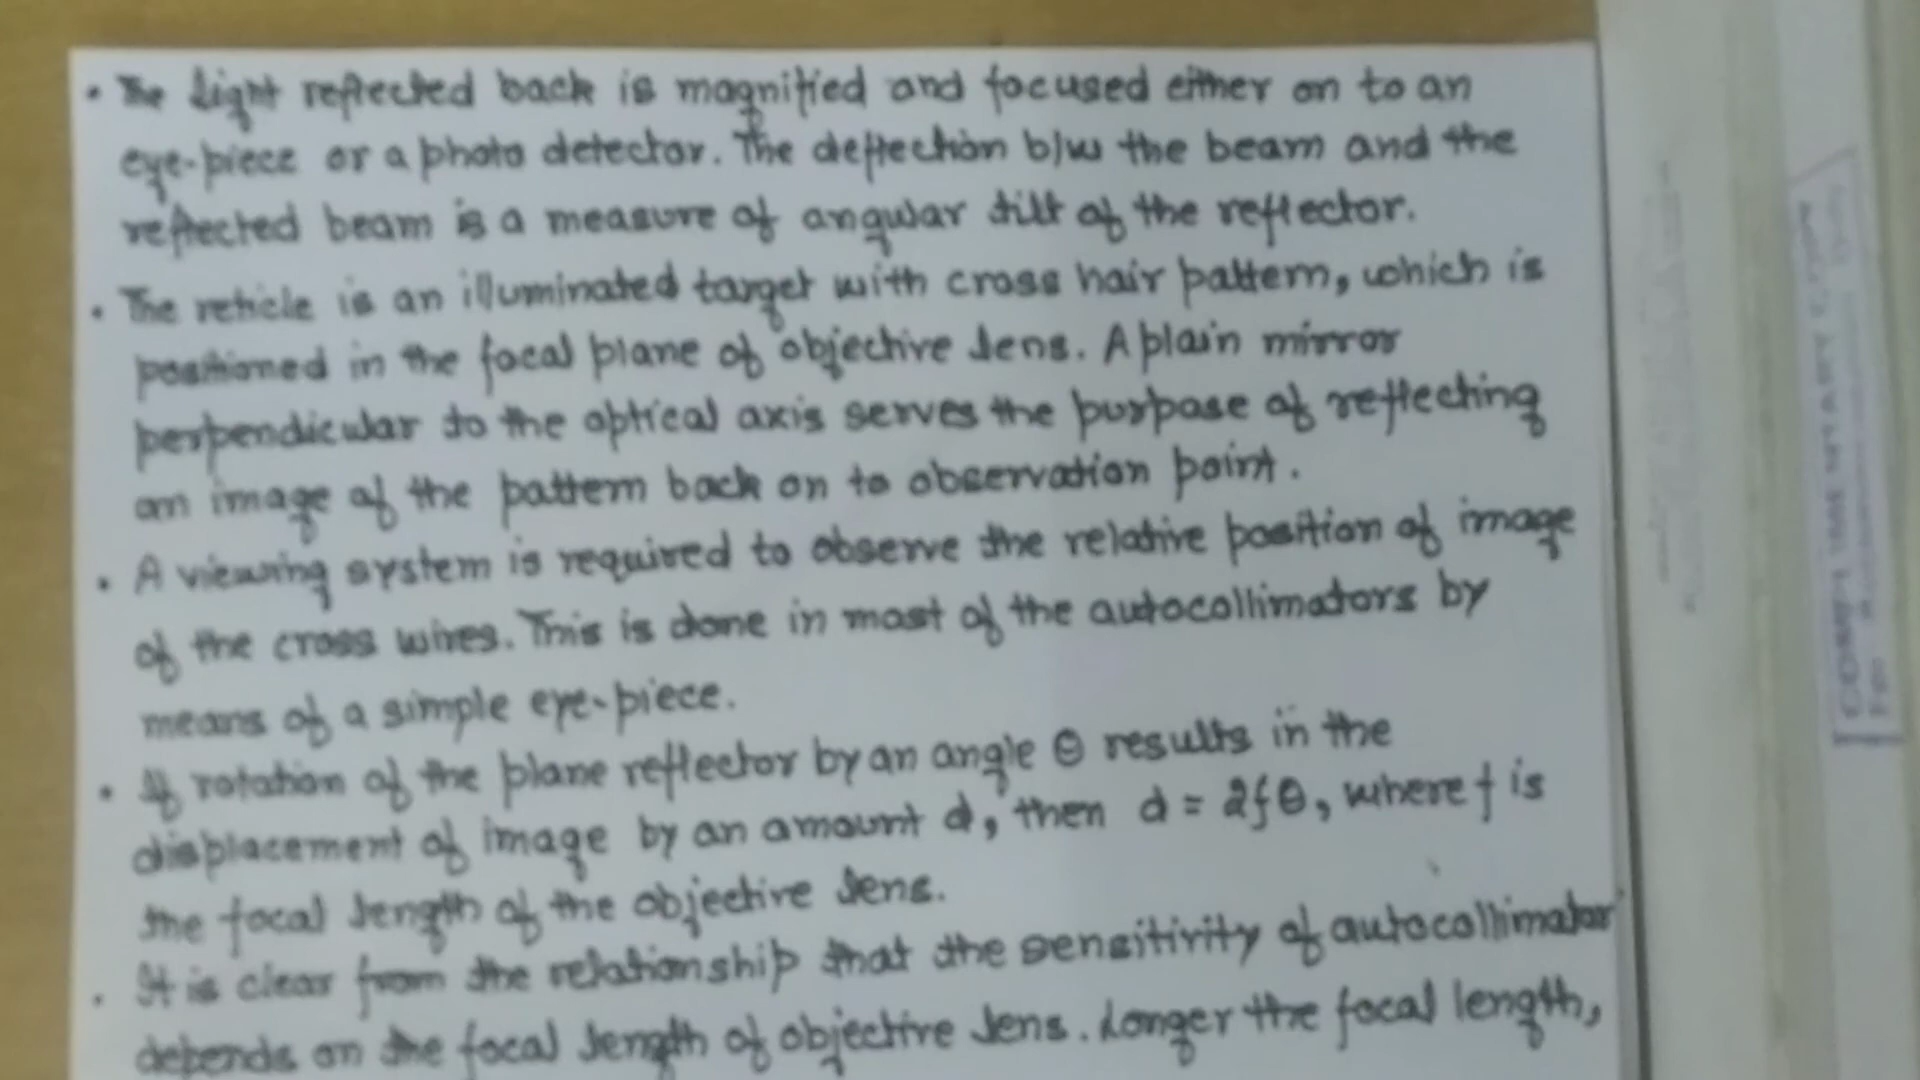 • The light reflected back is magnified and focused either on to an
eye-piece or a photo detector. The deflection b/w the beam and the
reflected beam is a measure of angular tilt of the reflector.
• The reticle is an illuminated target with cross hair pattern, which is
positioned in the focal plane of objective lens. A plain mirror
perpendicular to the optical axis serves the purpose of reflecting
an image of the pattern back on to observation point.
• A viewing system is required to observe the relative position of image
of the cross wires. This is done in most of the autocollimators by
means of a simple eye-piece.
• If rotation of the plane reflector by an angle θ results in the
displacement of image by an amount d, then d = 2fθ, where f is
the focal length of the objective lens.
• It is clear from the relationship that the sensitivity of autocollimator
depends on the focal length of objective lens. Longer the focal length,